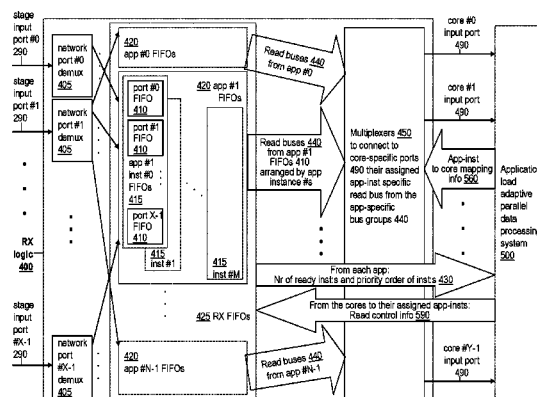 stage
input
port #0
290
network
port #0
demux
405
stage
input
port #1
290
network
port #1
demux
405
RX
logic
400
stage
input
port
#X-1
290
network
port
#X-1
demux
405
420
app #0 FIFOs
420 app #1
FIFOs
port #0
FIFO
410
port #1
FIFO
410
app #1
inst #0
FIFOs
415
port X-1
FIFO
410
415
inst #1
415
inst #M
425 RX FIFOs
420
app #N-1 FIFOs
Read buses 440
from app #0
Read buses 440
from app #1
FIFOs 410
arranged by app
instance #s
Read buses 440
from app #N-1
Multiplexers 450
to connect to
core-specific ports
490 their assigned
app-inst specific
read bus from the
app-specific
bus groups 440
From each app:
Nr of ready inst:s and priority order of inst:s 430
From the cores to their assigned app-insts:
Read control info 590
core #0
input port
490
core #1
input port
490
App-inst
to core mapping
info 560
core #Y-1
input port
490
Application
load
adaptive
parallel
data
processing
system
500